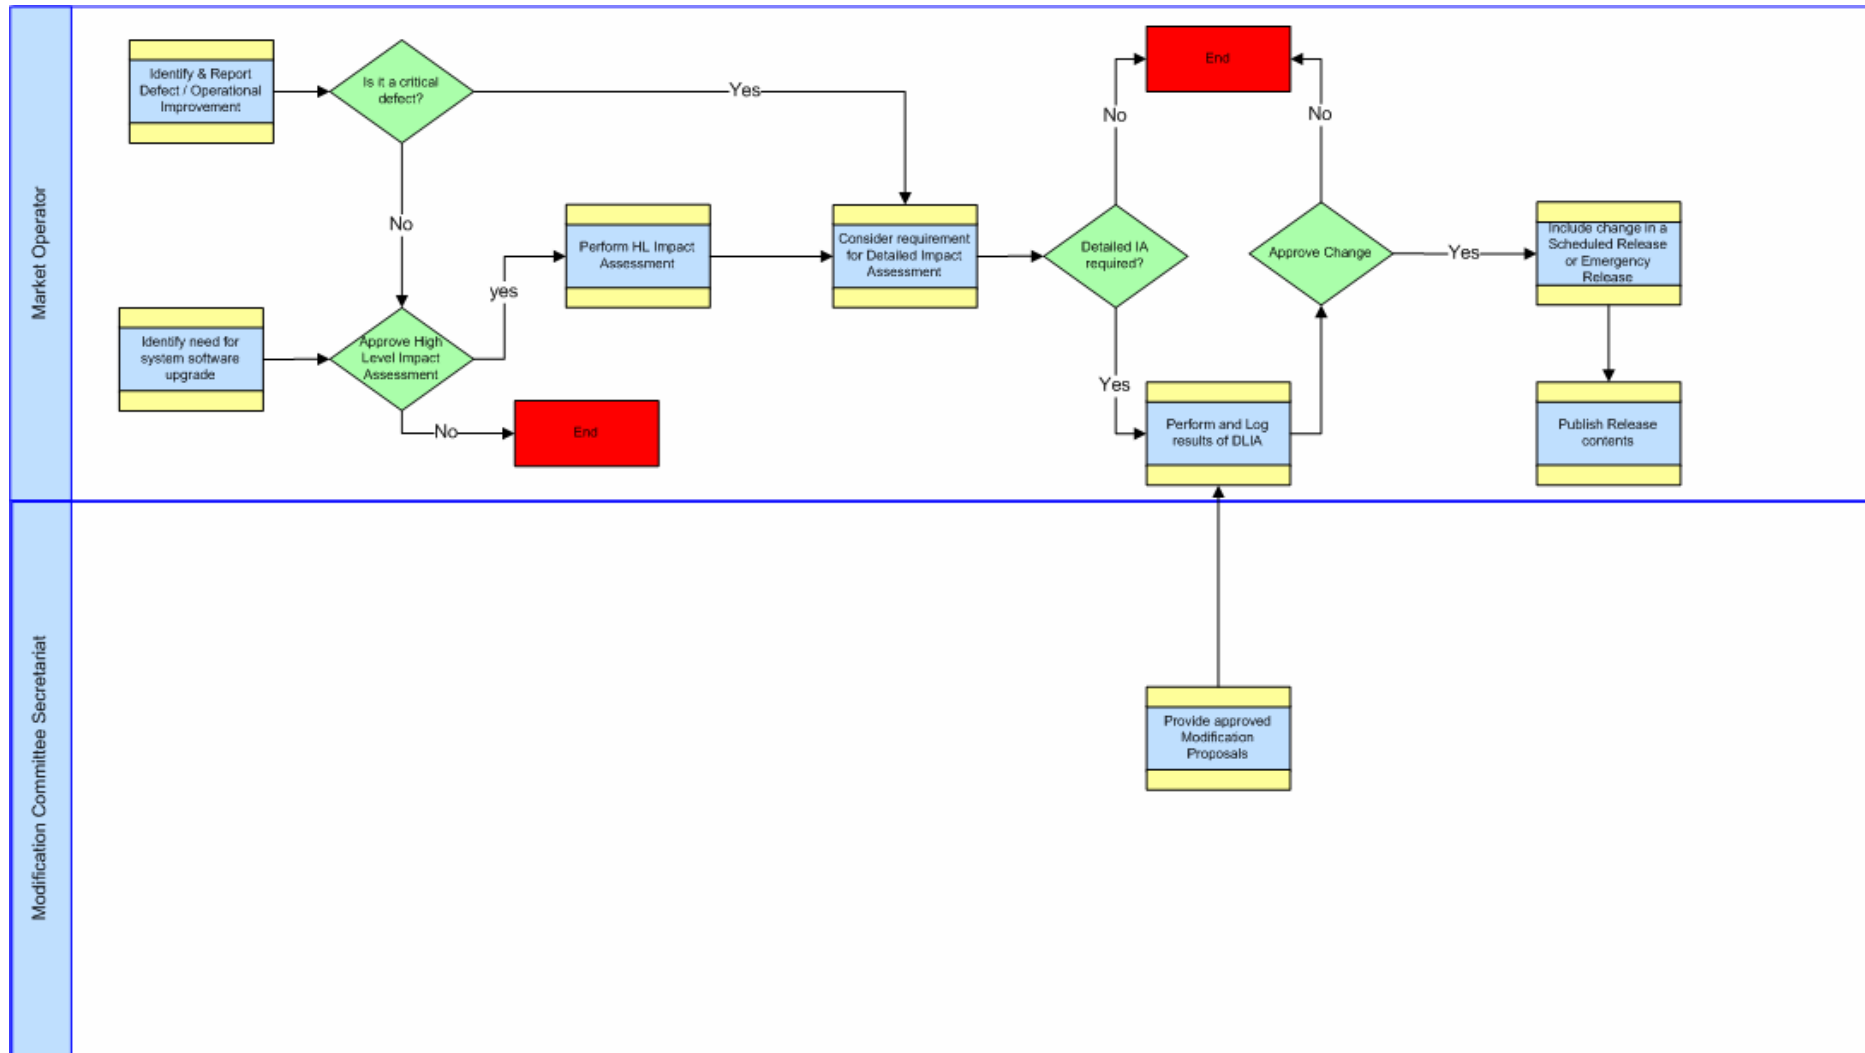 Market Operator
Identify & Report
Defect / Operational
Improvement
Is it a critical
defect?
Yes
No
Identify need for
system software
upgrade
Approve High
Level Impact
Assessment
yes
No
End
Perform HL Impact
Assessment
Consider requirement
for Detailed Impact
Assessment
Detailed IA
required?
No
Yes
End
Perform and Log
results of DLIA
Approve Change
No
Yes
Include change in a
Scheduled Release
or Emergency
Release
Publish Release
contents
Modification Committee Secretariat
Provide approved
Modification
Proposals